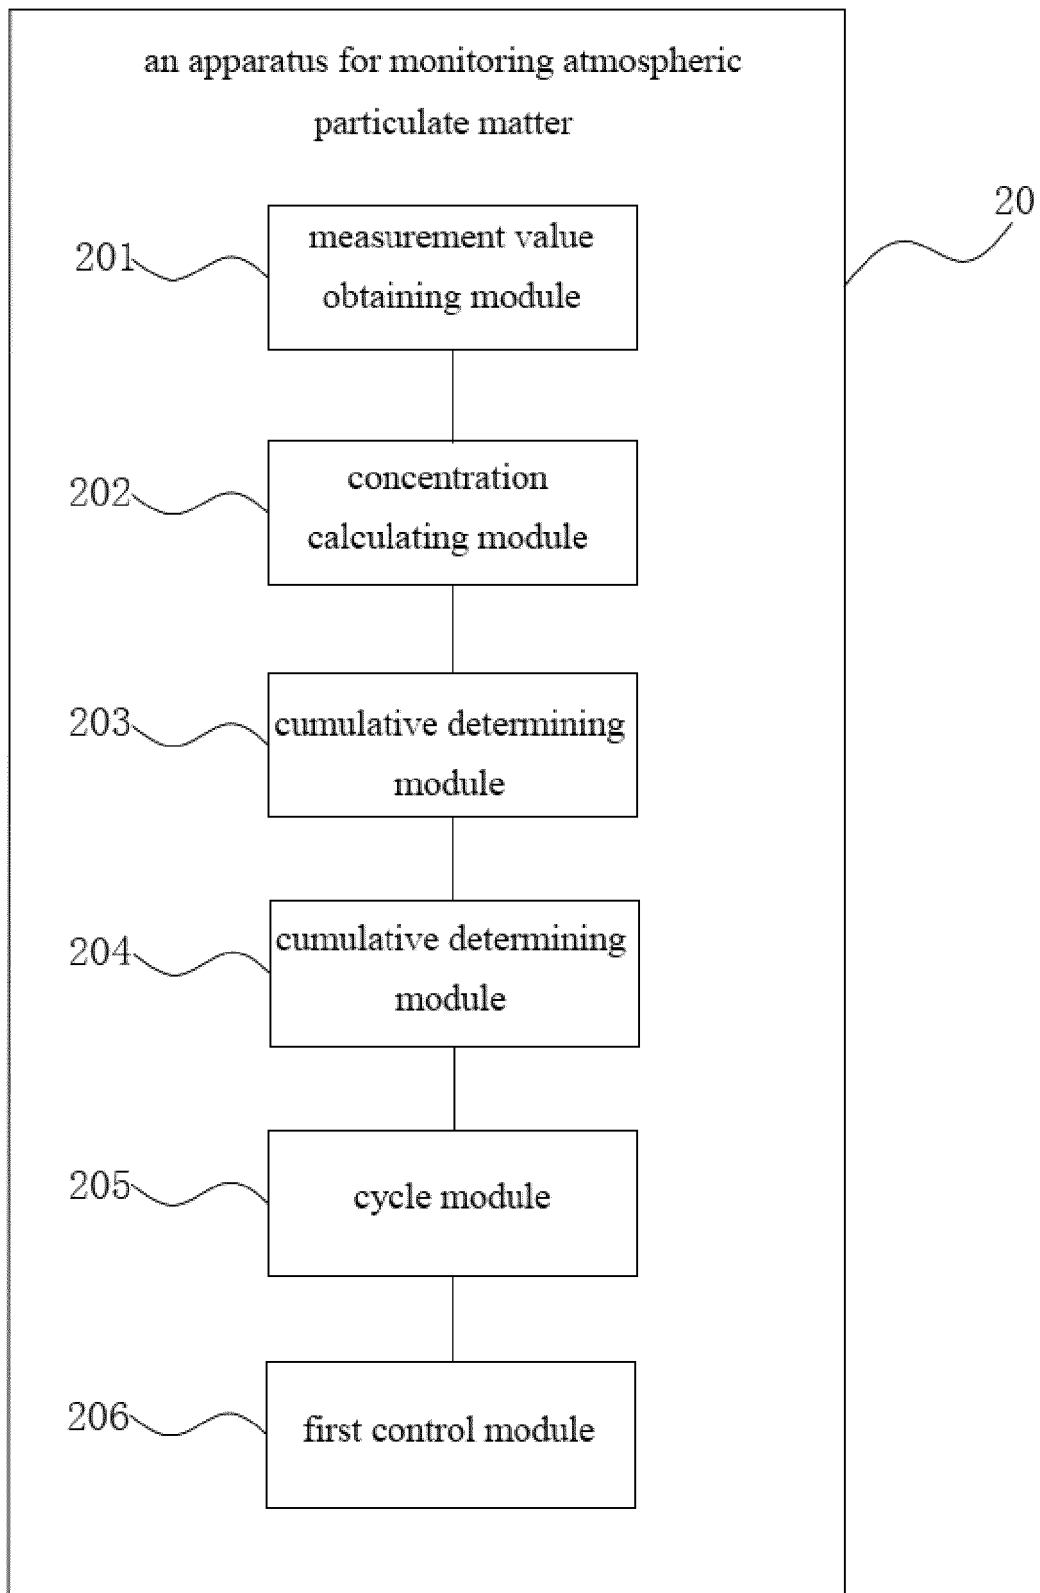 an apparatus for monitoring atmospheric
particulate matter
20
201
measurement value
obtaining module
202
concentration
calculating module
203
cumulative determining
module
204
cumulative determining
module
205
cycle module
206
first control module